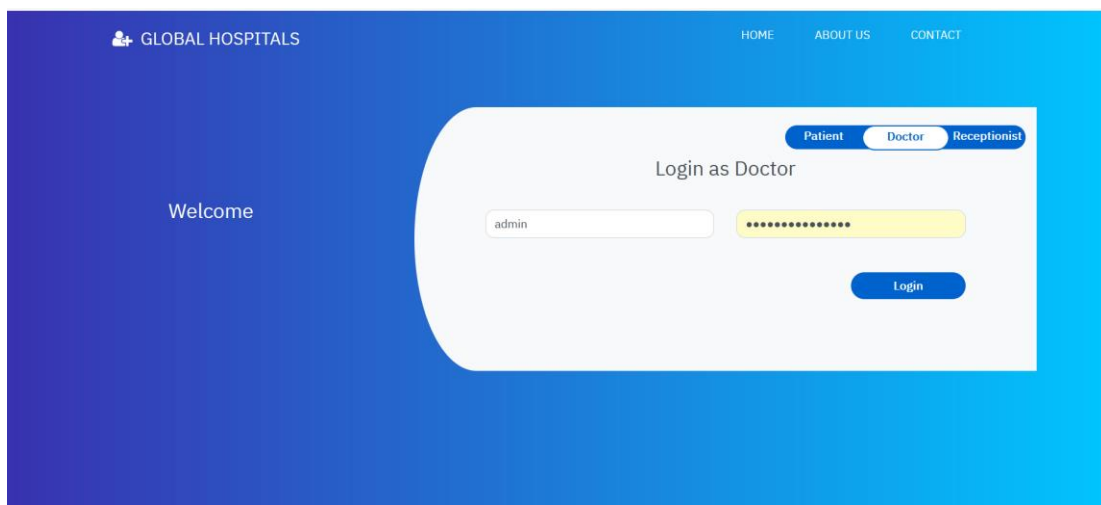 GLOBAL HOSPITALS
HOME ABOUT US CONTACT
Patient Doctor Receptionist
Login as Doctor
Welcome
admin •••••••••••••••
Login